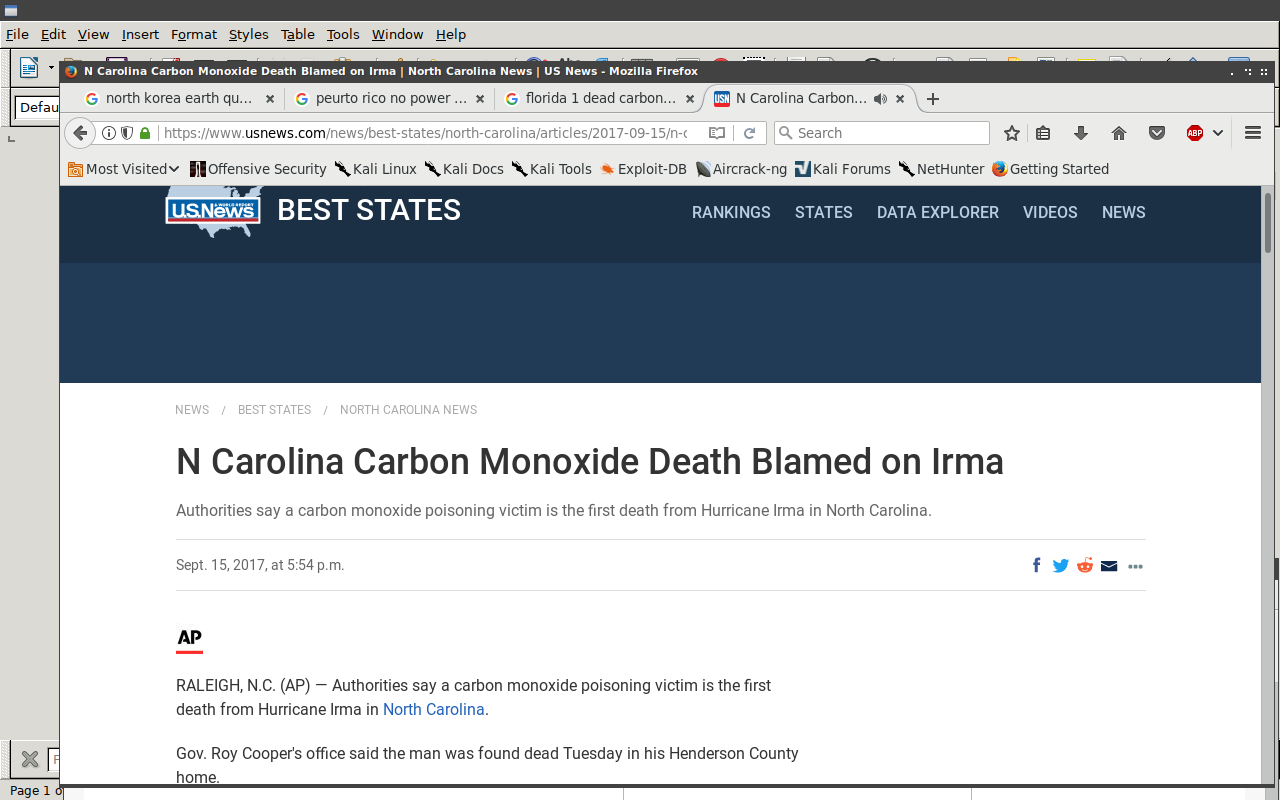 File Edit View Insert Format Styles Table Tools Window Help
N Carolina Carbon Monoxide Death Blamed on Irma | North Carolina News | US News - Mozilla Firefox
north korea earth qu... peurto rico no power ... florida 1 dead carbon... USN N Carolina Carbon...
Defau
https://www.usnews.com/news/best-states/north-carolina/articles/2017-09-15/n-c Search ABP
Most Visited Offensive Security Kali Linux Kali Docs Kali Tools Exploit-DB Aircrack-ng Kali Forums NetHunter Getting Started
U.S.News & WORLD REPORT BEST STATES RANKINGS STATES DATA EXPLORER VIDEOS NEWS
NEWS / BEST STATES / NORTH CAROLINA NEWS
N Carolina Carbon Monoxide Death Blamed on Irma
Authorities say a carbon monoxide poisoning victim is the first death from Hurricane Irma in North Carolina.
Sept. 15, 2017, at 5:54 p.m.
AP
RALEIGH, N.C. (AP) — Authorities say a carbon monoxide poisoning victim is the first
death from Hurricane Irma in North Carolina.
Gov. Roy Cooper's office said the man was found dead Tuesday in his Henderson County
home.
Page 1 o